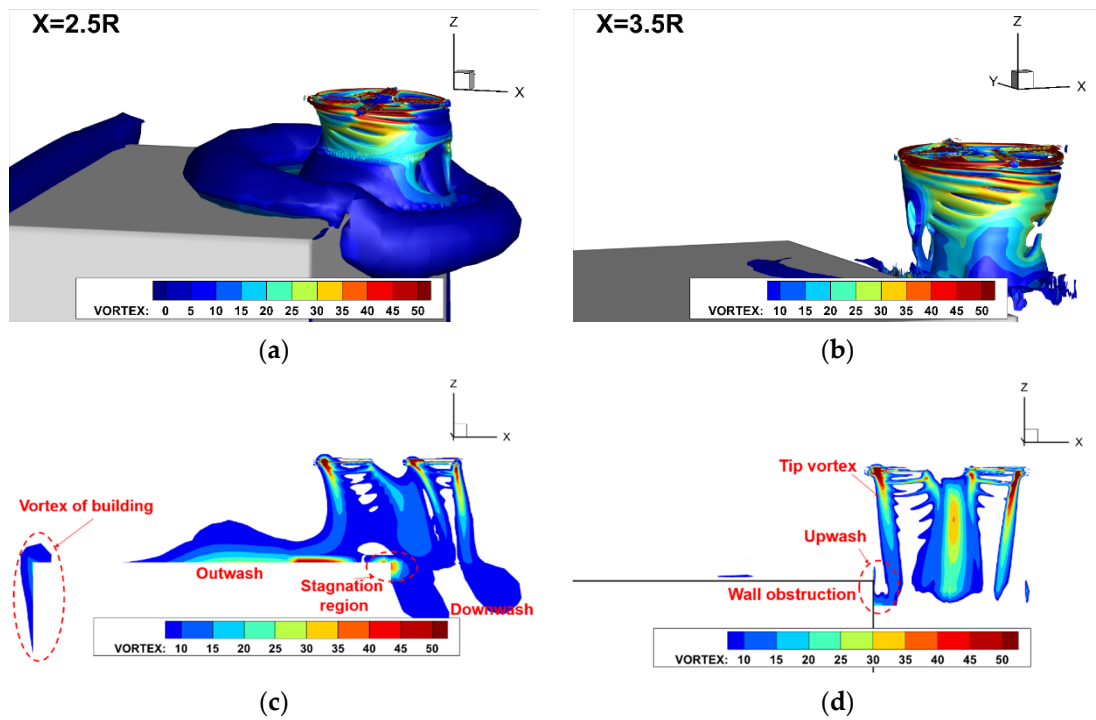 X=2.5R
Z
X
VORTEX: 0 5 10 15 20 25 30 35 40 45 50
(a)
X=3.5R
Z
Y
X
VORTEX: 10 15 20 25 30 35 40 45 50
(b)
Z
Y
X
Vortex of building
Outwash
Stagnation
region
Downwash
VORTEX: 10 15 20 25 30 35 40 45 50
(c)
Z
Y
X
Tip vortex
Upwash
Wall obstruction
VORTEX: 10 15 20 25 30 35 40 45 50
(d)